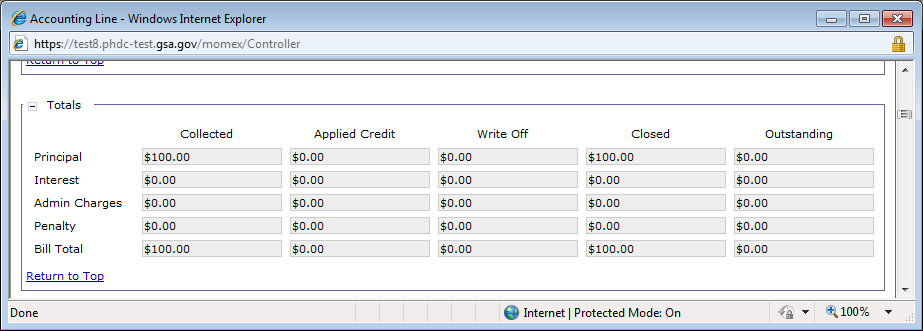 Accounting Line - Windows Internet Explorer
https://test8.phdc-test.gsa.gov/momex/Controller
Return to Top
Totals
Collected Applied Credit Write Off Closed Outstanding
Principal $100.00 $0.00 $0.00 $100.00 $0.00
Interest $0.00 $0.00 $0.00 $0.00 $0.00
Admin Charges $0.00 $0.00 $0.00 $0.00 $0.00
Penalty $0.00 $0.00 $0.00 $0.00 $0.00
Bill Total $100.00 $0.00 $0.00 $100.00 $0.00
Return to Top
Done Internet | Protected Mode: On 100%